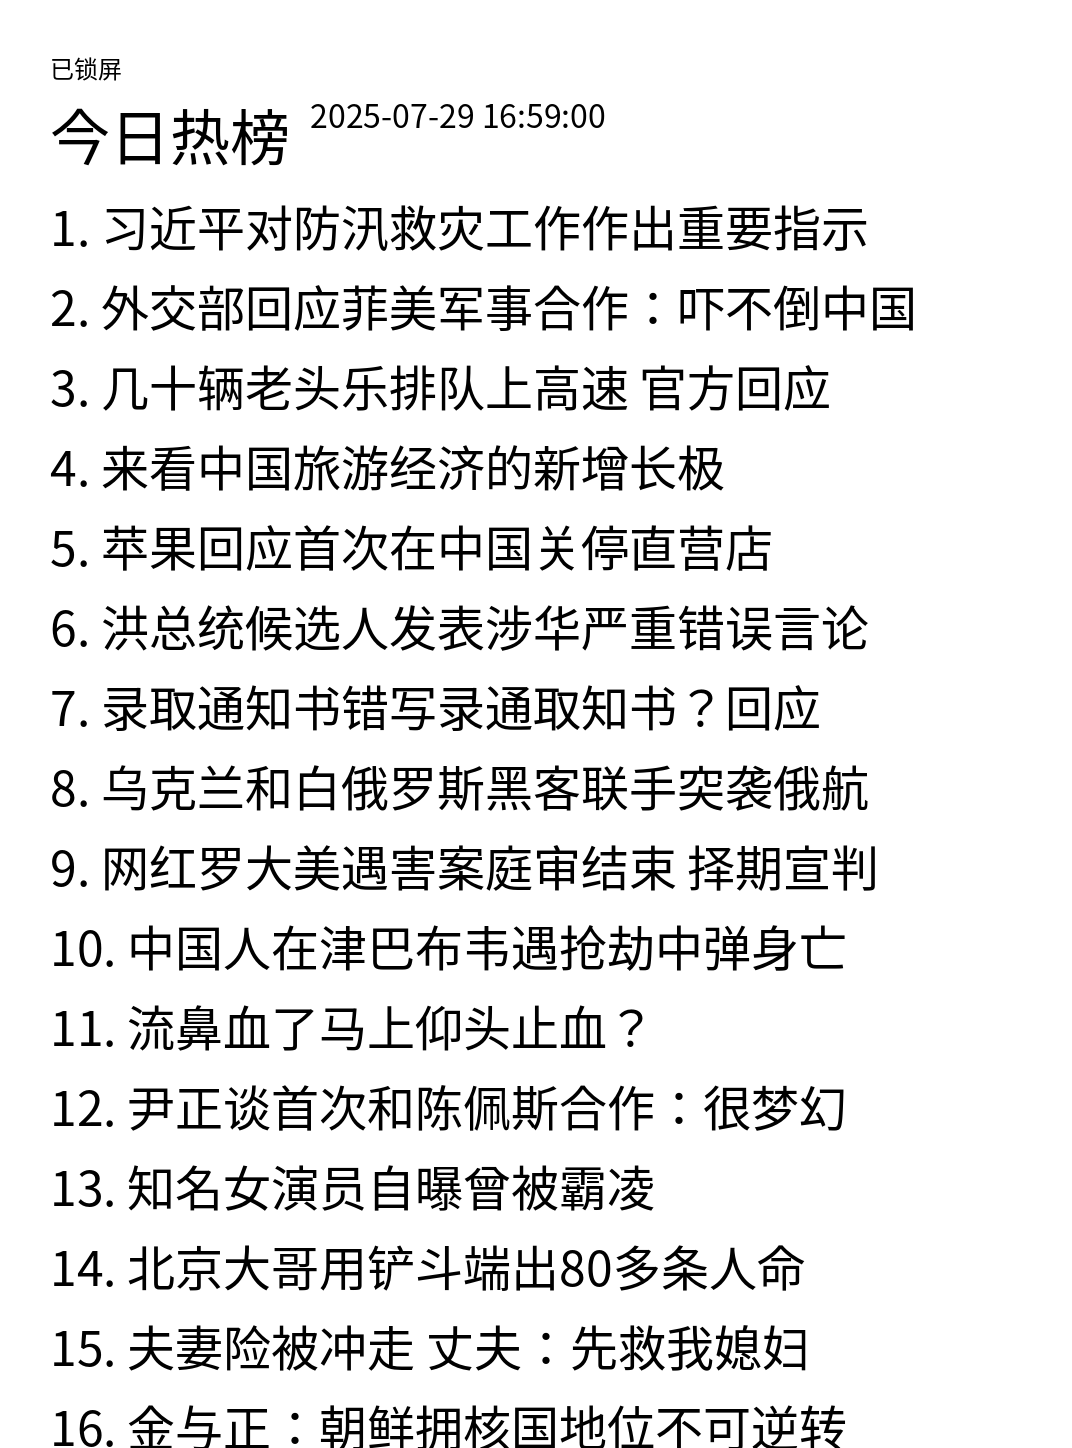 已锁屏
今日热榜 2025-07-29 16:59:00
1. 习近平对防汛救灾工作作出重要指示
2. 外交部回应菲美军事合作：吓不倒中国
3. 几十辆老头乐排队上高速 官方回应
4. 来看中国旅游经济的新增长极
5. 苹果回应首次在中国关停直营店
6. 洪总统候选人发表涉华严重错误言论
7. 录取通知书错写录通取知书？回应
8. 乌克兰和白俄罗斯黑客联手突袭俄航
9. 网红罗大美遇害案庭审结束 择期宣判
10. 中国人在津巴布韦遇抢劫中弹身亡
11. 流鼻血了马上仰头止血？
12. 尹正谈首次和陈佩斯合作：很梦幻
13. 知名女演员自曝曾被霸凌
14. 北京大哥用铲斗端出80多条人命
15. 夫妻险被冲走 丈夫：先救我媳妇
16. 金与正：朝鲜拥核国地位不可逆转